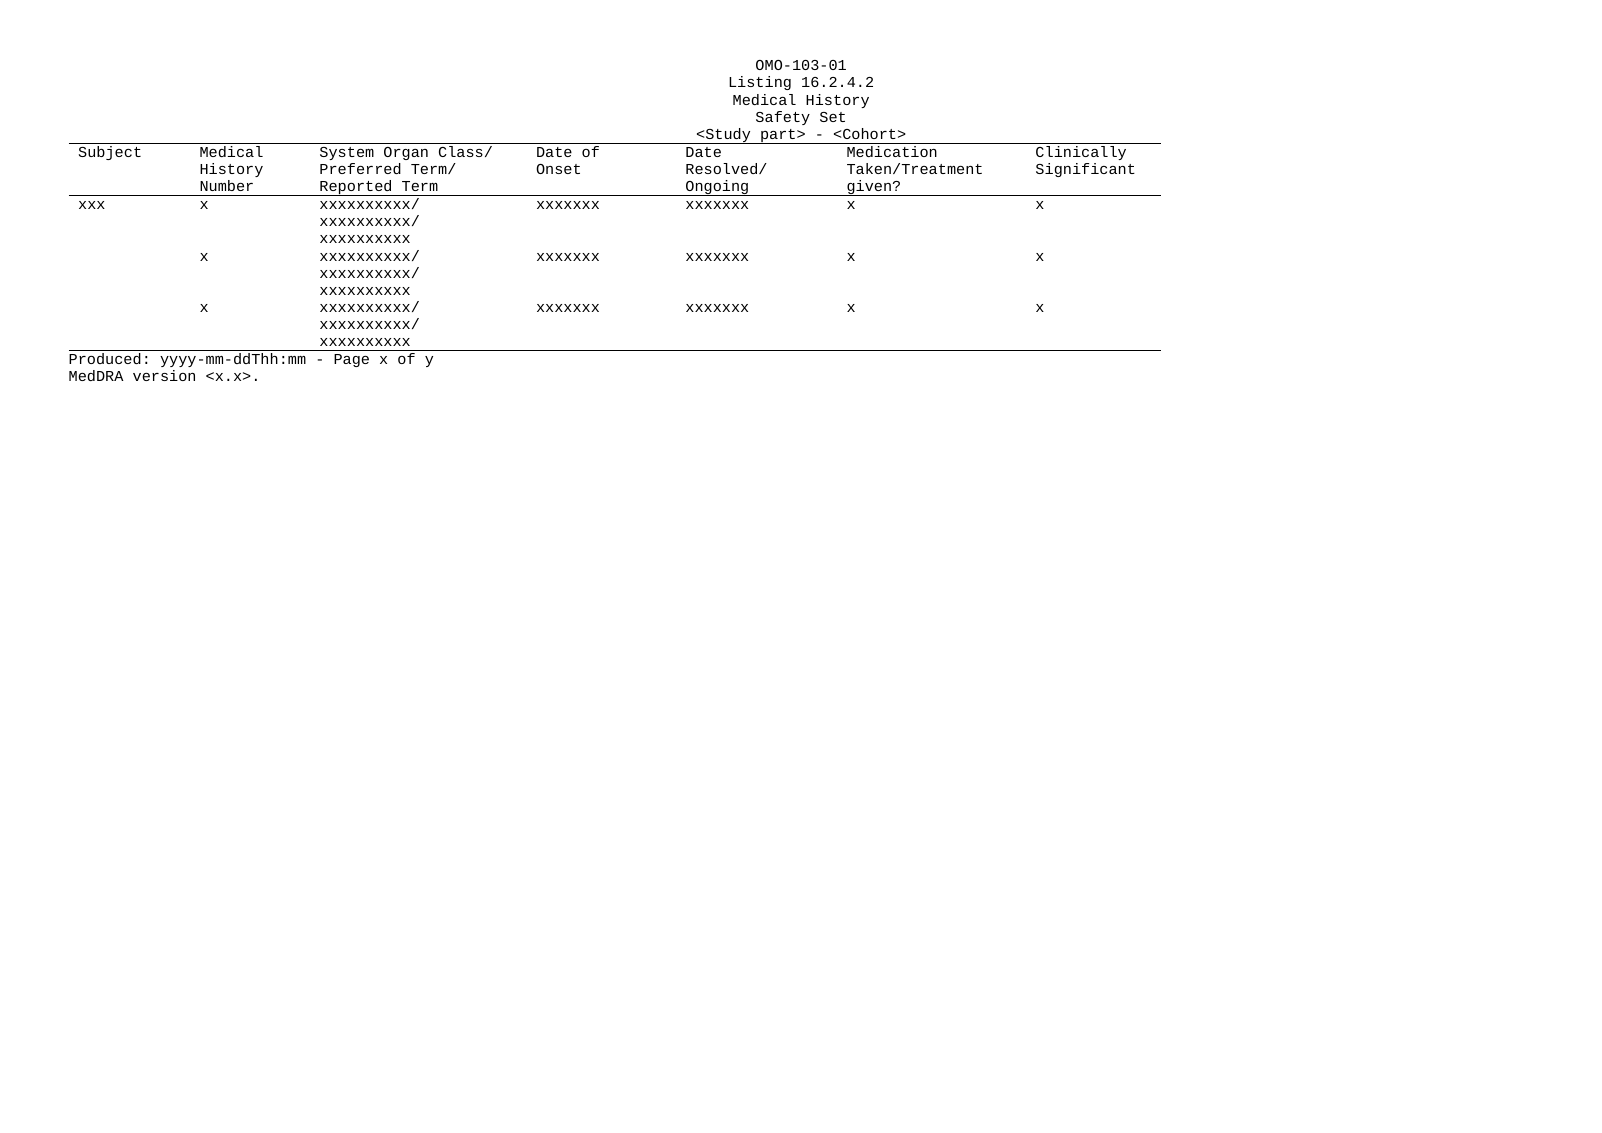 OMO-103-01
Listing 16.2.4.2
Medical History
Safety Set
<Study part> - <Cohort>
Subject Medical System Organ Class/ Date of Date Medication Clinically
History Preferred Term/ Onset Resolved/ Taken/Treatment Significant
Number Reported Term Ongoing given?
xxx x xxxxxxxxxx/ xxxxxxx xxxxxxx x x
xxxxxxxxxx/
xxxxxxxxxx
x xxxxxxxxxx/ xxxxxxx xxxxxxx x x
xxxxxxxxxx/
xxxxxxxxxx
x xxxxxxxxxx/ xxxxxxx xxxxxxx x x
xxxxxxxxxx/
xxxxxxxxxx
Produced: yyyy-mm-ddThh:mm - Page x of y
MedDRA version <x.x>.